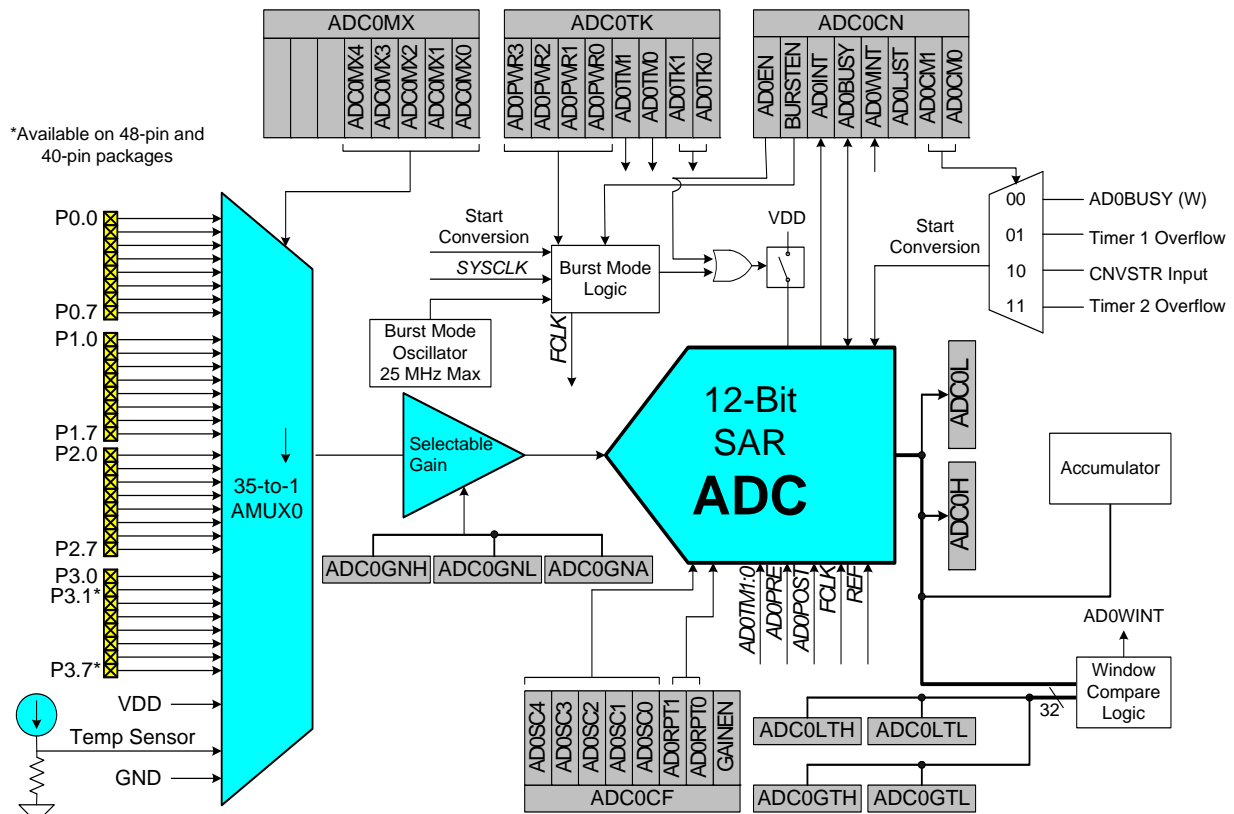 ADC0MX
ADC0MX4
ADC0MX3
ADC0MX2
ADC0MX1
ADC0MX0
ADC0TK
AD0PWR3
AD0PWR2
AD0PWR1
AD0PWR0
AD0TM1
AD0TM0
AD0TK1
AD0TK0
ADC0CN
AD0EN
BURSTEN
AD0INT
AD0BUSY
AD0WINT
AD0LJST
AD0CM1
AD0CM0
*Available on 48-pin and
40-pin packages
P0.0
P0.7
P1.0
P1.7
P2.0
P2.7
P3.0
P3.1*
P3.7*
VDD
Temp Sensor
GND
35-to-1
AMUX0
Start
Conversion
SYSCLK
Burst Mode
Logic
Burst Mode
Oscillator
25 MHz Max
FCLK
VDD
Start
Conversion
00
01
10
11
AD0BUSY (W)
Timer 1 Overflow
CNVSTR Input
Timer 2 Overflow
Selectable
Gain
ADC0GNH
ADC0GNL
ADC0GNA
12-Bit
SAR
ADC
ADC0L
ADC0H
Accumulator
AD0TM1:0
AD0PRE
AD0POST
FCLK
REF
AD0WINT
Window
Compare
Logic
32
ADC0LTH
ADC0LTL
ADC0GTH
ADC0GTL
AD0SC4
AD0SC3
AD0SC2
AD0SC1
AD0SC0
AD0RPT1
AD0RPT0
GAINEN
ADC0CF